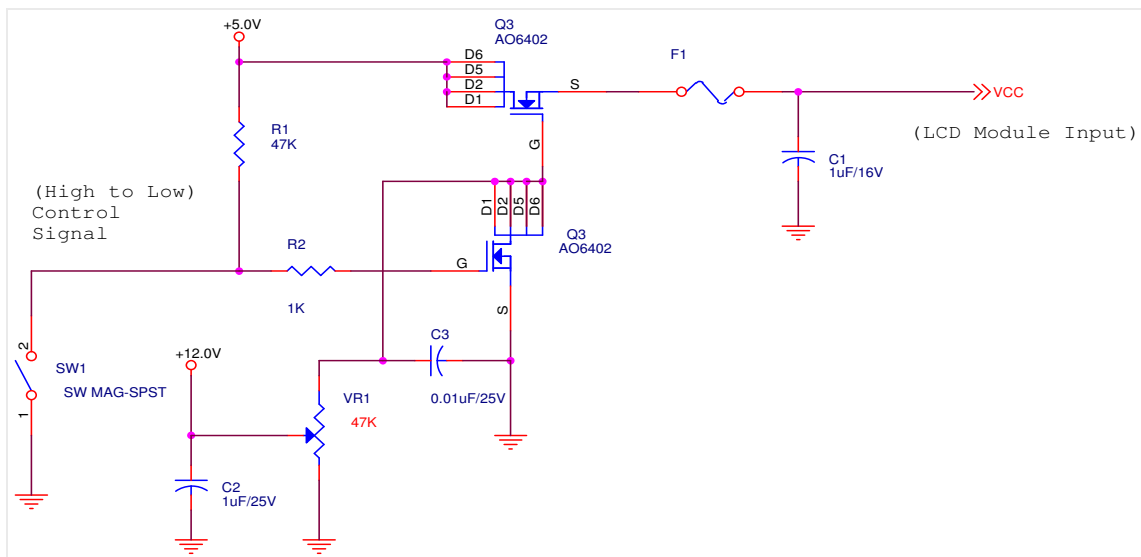 +5.0V
Q3
AO6402
D6
D5
D2
D1
S
G
F1
VCC
(LCD Module Input)
C1
1uF/16V
R1
47K
(High to Low)
Control
Signal
R2
1K
G
D1
D2
D5
D6
Q3
AO6402
S
C3
0.01uF/25V
+12.0V
2
SW1
SW MAG-SPST
1
VR1
47K
C2
1uF/25V